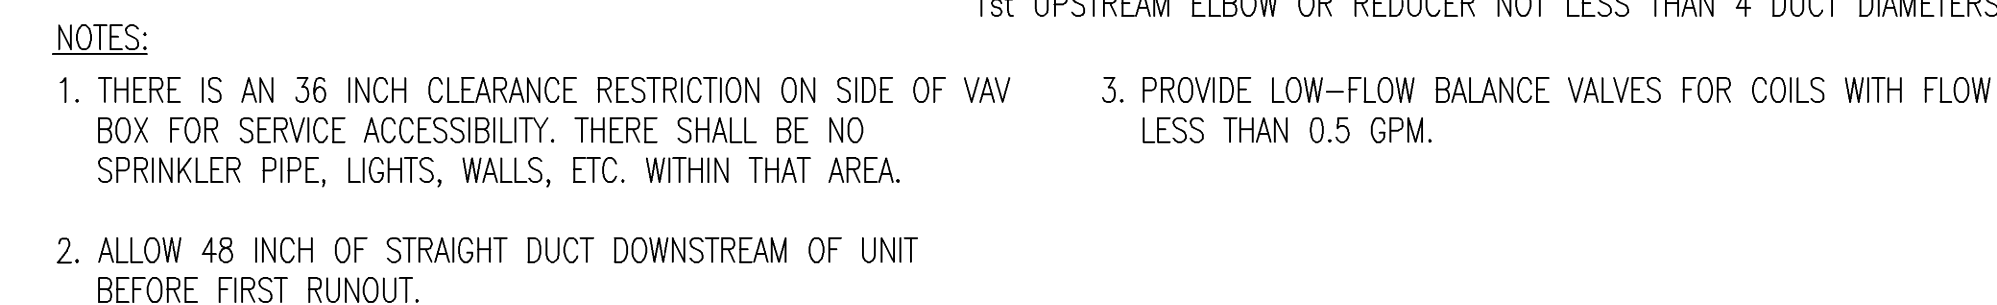 1st UPSTREAM ELBOW OR REDUCER NOT LESS THAN 4 DUCT DIAMETERS
NOTES:
1. THERE IS AN 36 INCH CLEARANCE RESTRICTION ON SIDE OF VAV
BOX FOR SERVICE ACCESSIBILITY. THERE SHALL BE NO
SPRINKLER PIPE, LIGHTS, WALLS, ETC. WITHIN THAT AREA.
2. ALLOW 48 INCH OF STRAIGHT DUCT DOWNSTREAM OF UNIT
BEFORE FIRST RUNOUT.
3. PROVIDE LOW-FLOW BALANCE VALVES FOR COILS WITH FLOW
LESS THAN 0.5 GPM.